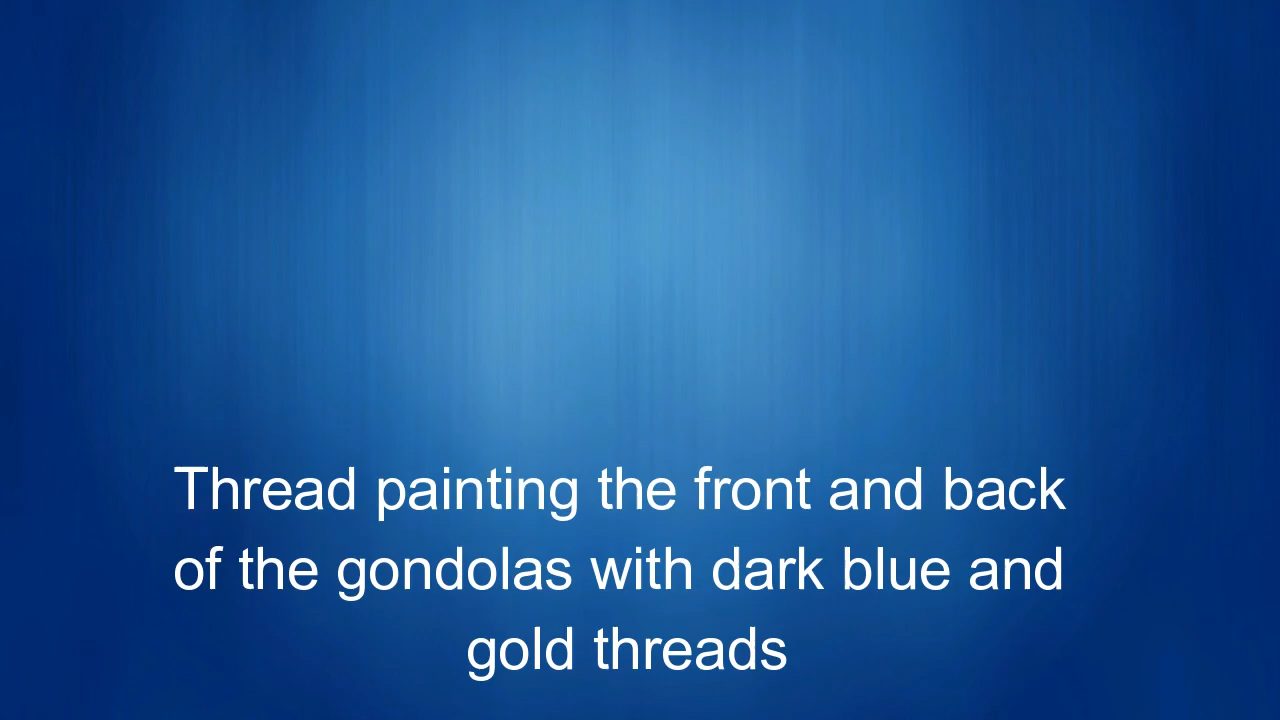 Thread painting the front and back
of the gondolas with dark blue and
gold threads